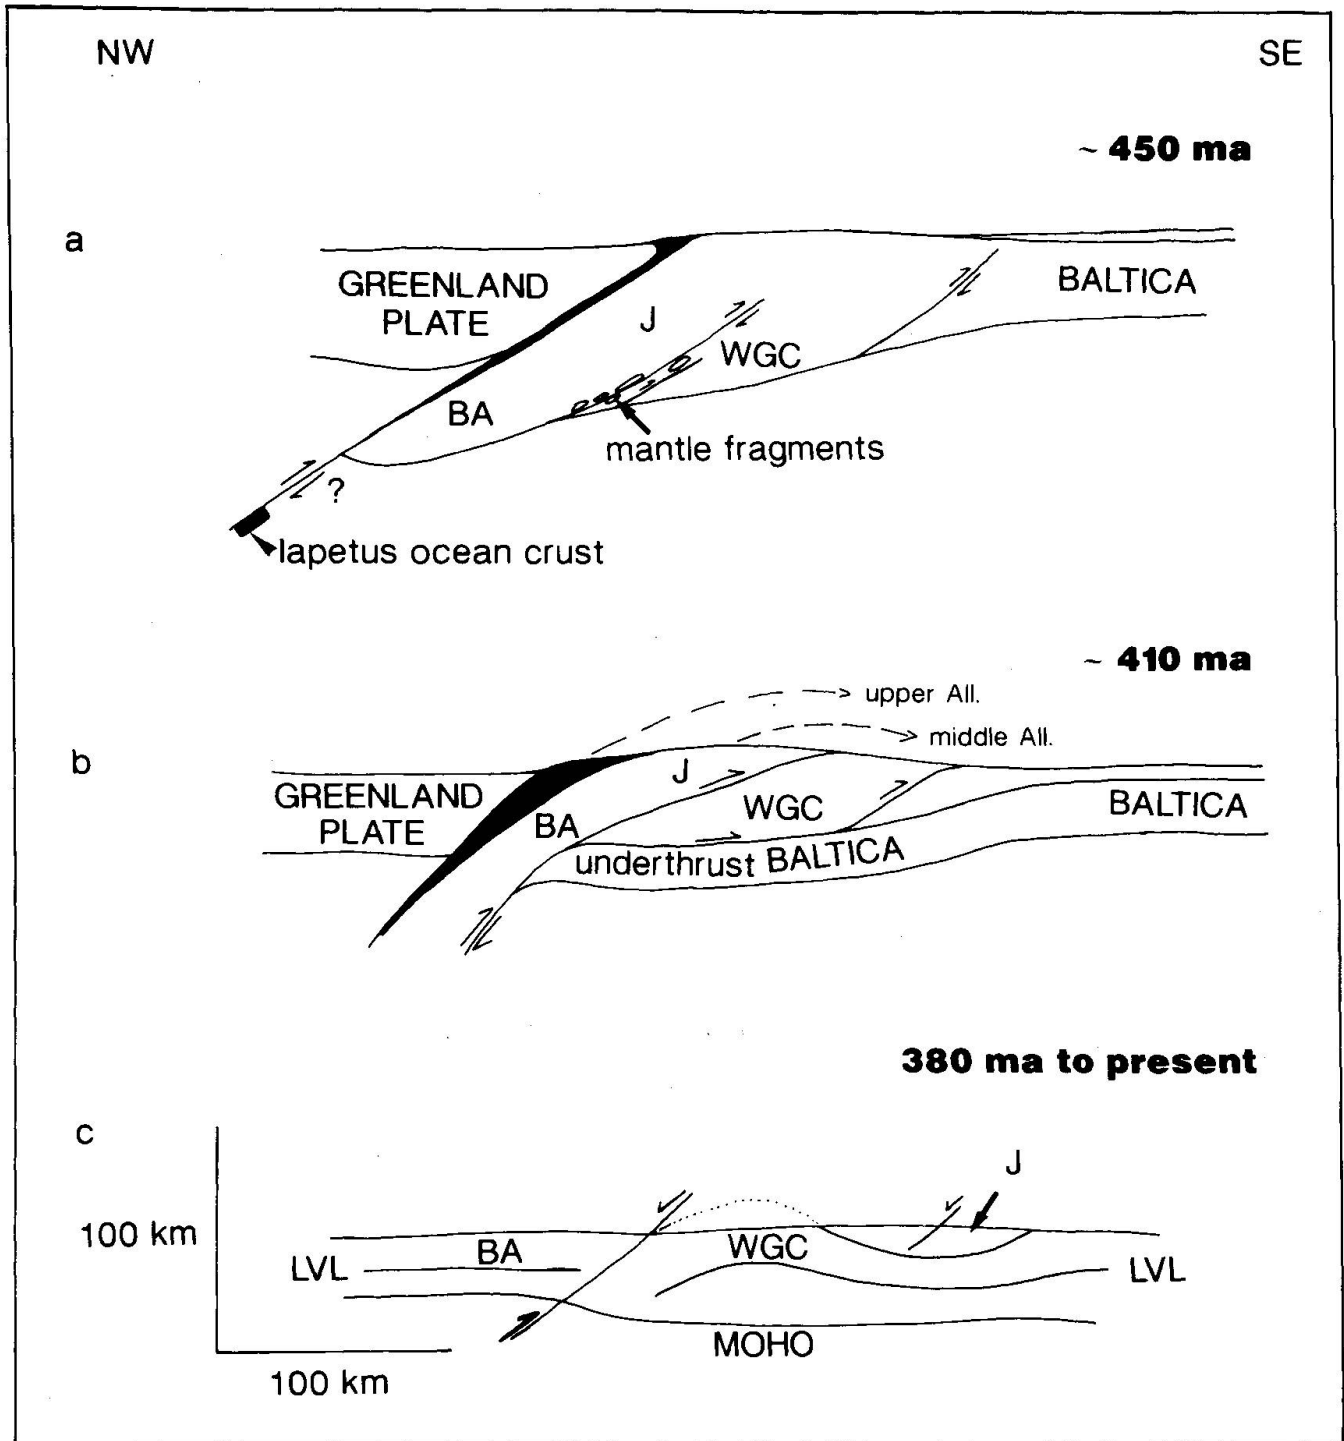 NW
SE
~ 450 ma
a
GREENLAND
PLATE
BALTICA
J
WGC
BA
mantle fragments
?
Iapetus ocean crust
~ 410 ma
upper All.
middle All.
b
GREENLAND
PLATE
J
BA
WGC
BALTICA
underthrust BALTICA
380 ma to present
c
J
100 km
BA
WGC
LVL
LVL
MOHO
100 km